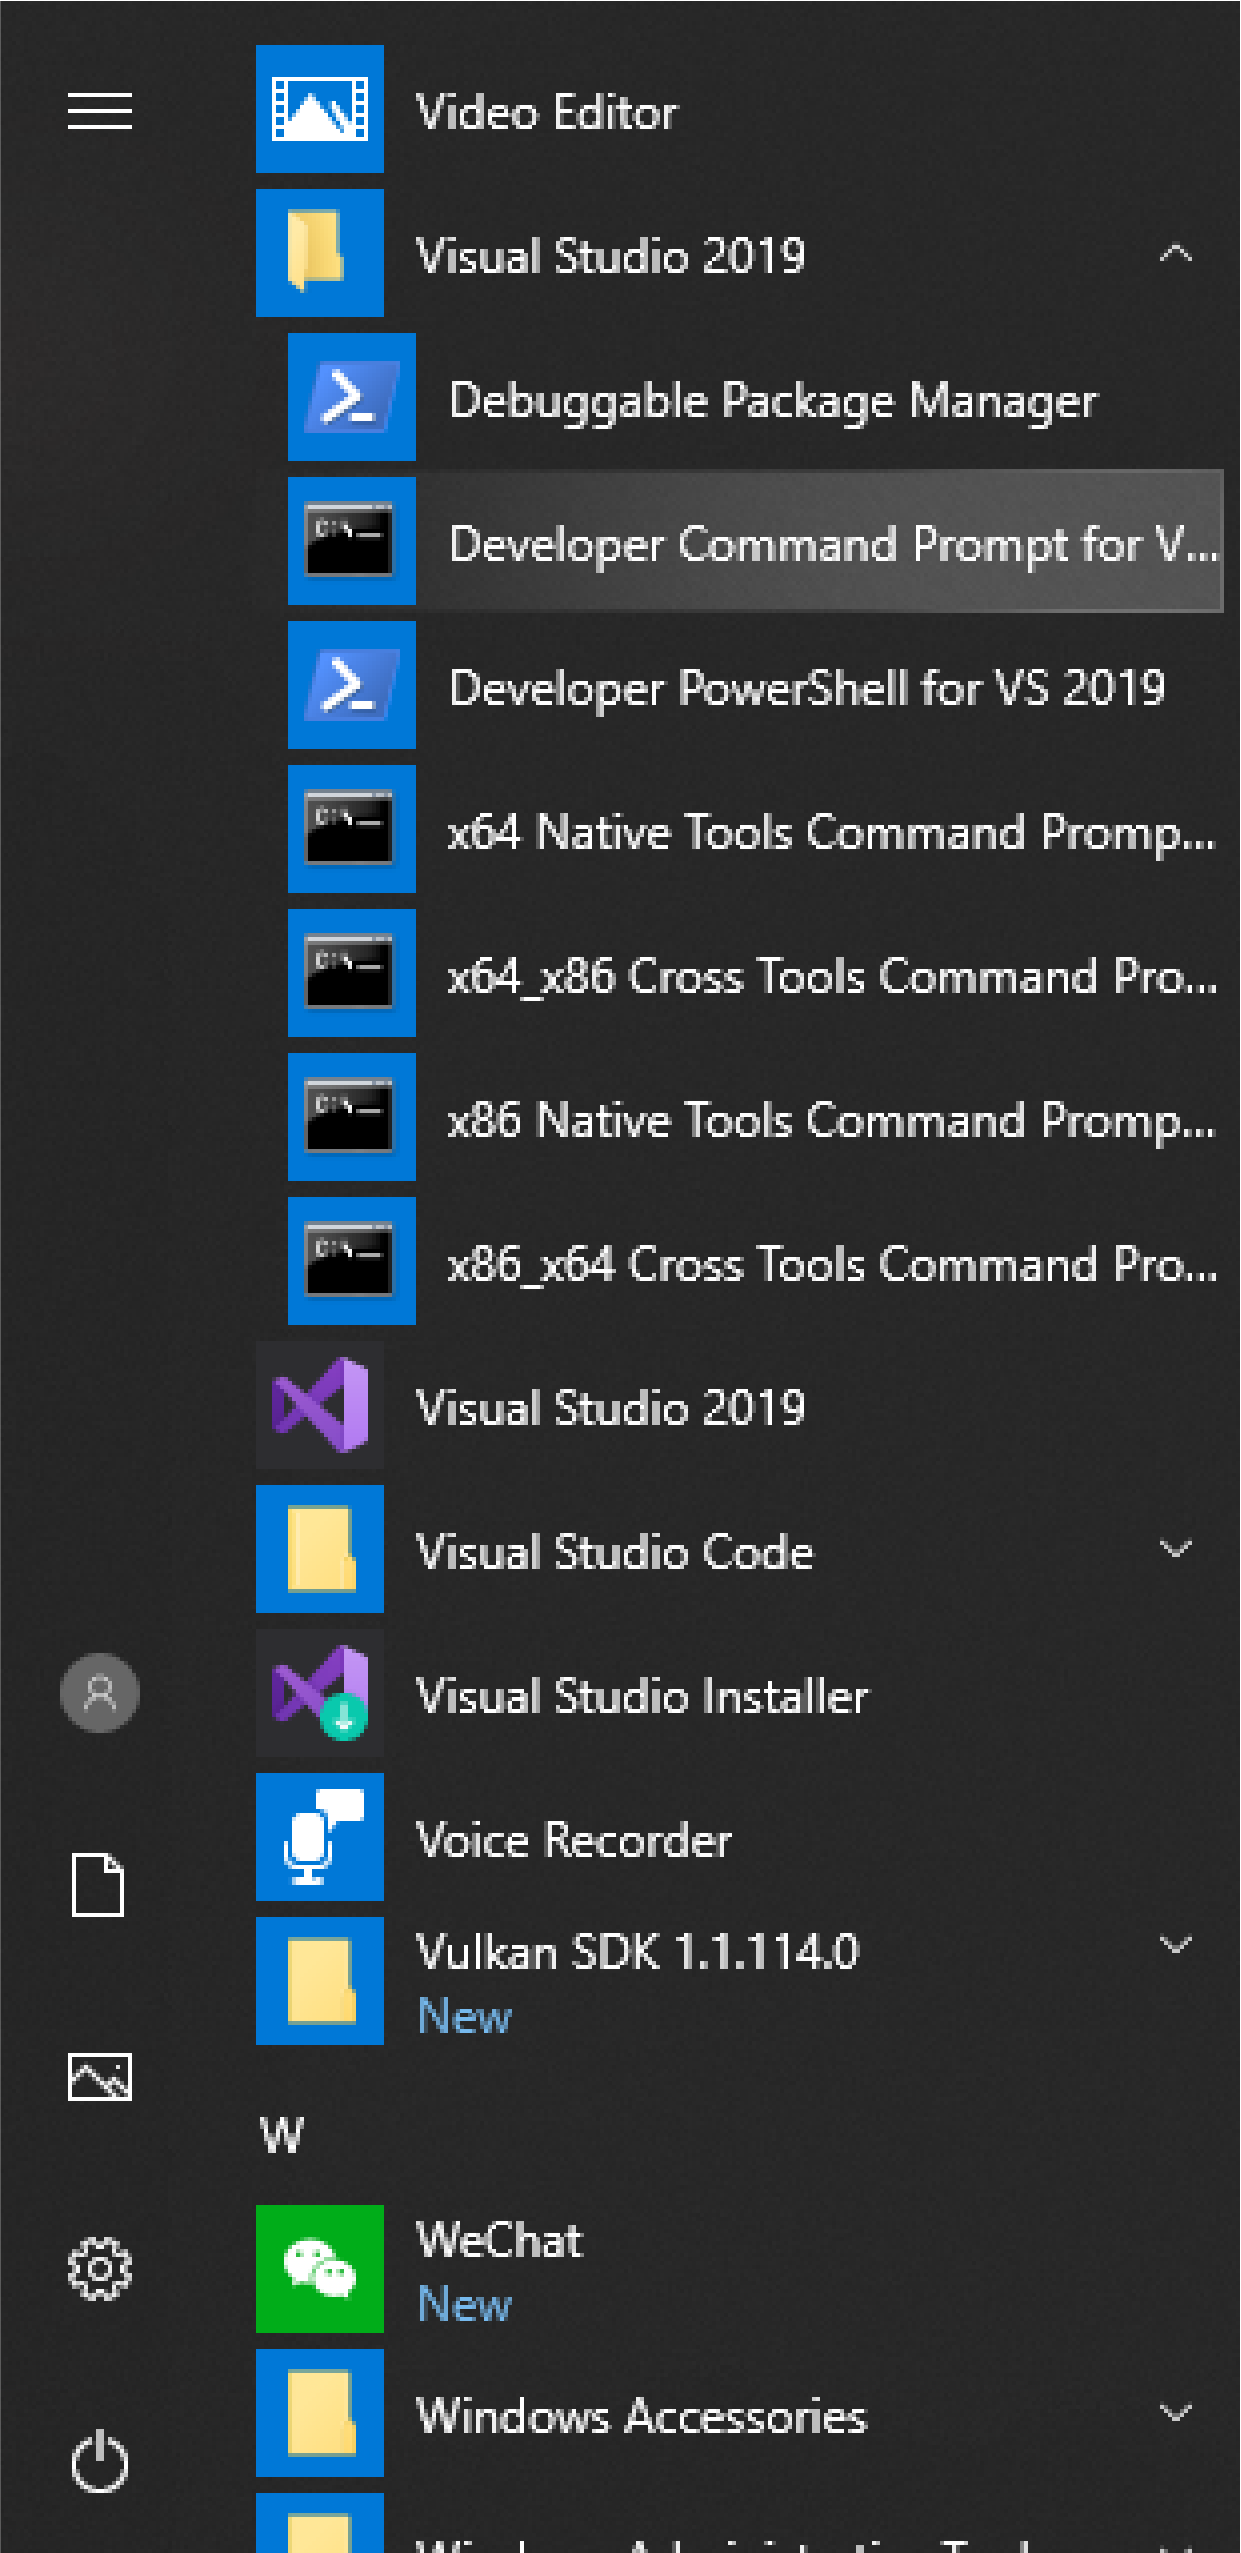 Video Editor
Visual Studio 2019
Debuggable Package Manager
Developer Command Prompt for V...
Developer PowerShell for VS 2019
x64 Native Tools Command Promp...
x64_x86 Cross Tools Command Pro...
x86 Native Tools Command Promp...
x86_x64 Cross Tools Command Pro...
Visual Studio 2019
Visual Studio Code
Visual Studio Installer
Voice Recorder
Vulkan SDK 1.1.114.0
New
W
WeChat
New
Windows Accessories